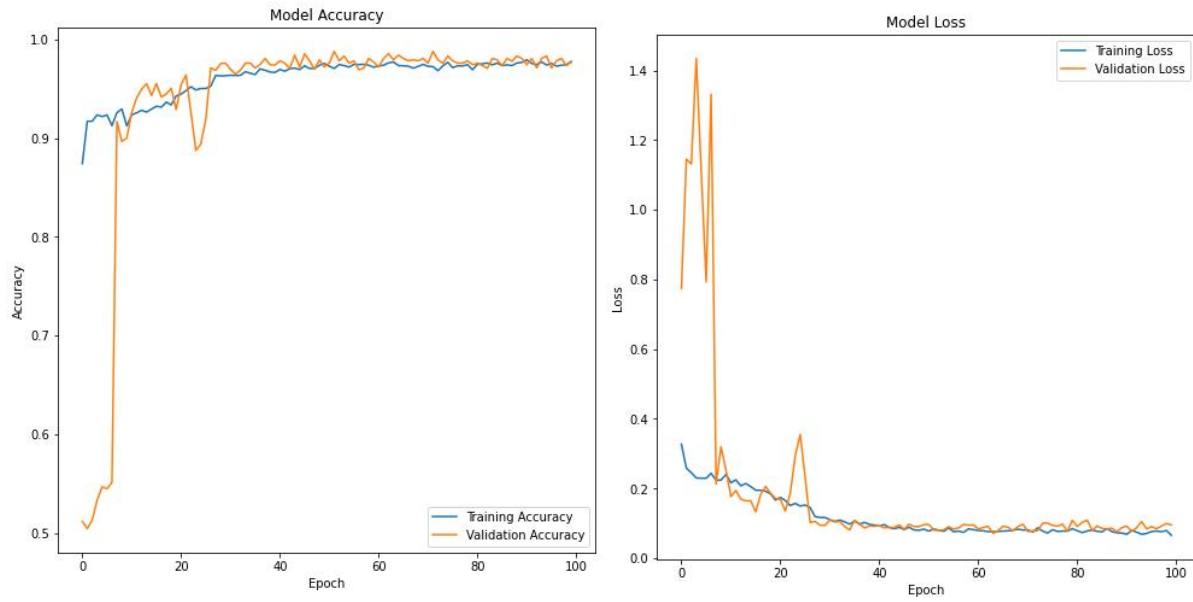 Model Accuracy
1.0
0.9
0.8
0.7
0.6
0.5
Accuracy
0
20
40
60
80
100
Epoch
Training Accuracy
Validation Accuracy
Model Loss
1.4
1.2
1.0
0.8
0.6
0.4
0.2
0.0
Loss
0
20
40
60
80
100
Epoch
Training Loss
Validation Loss